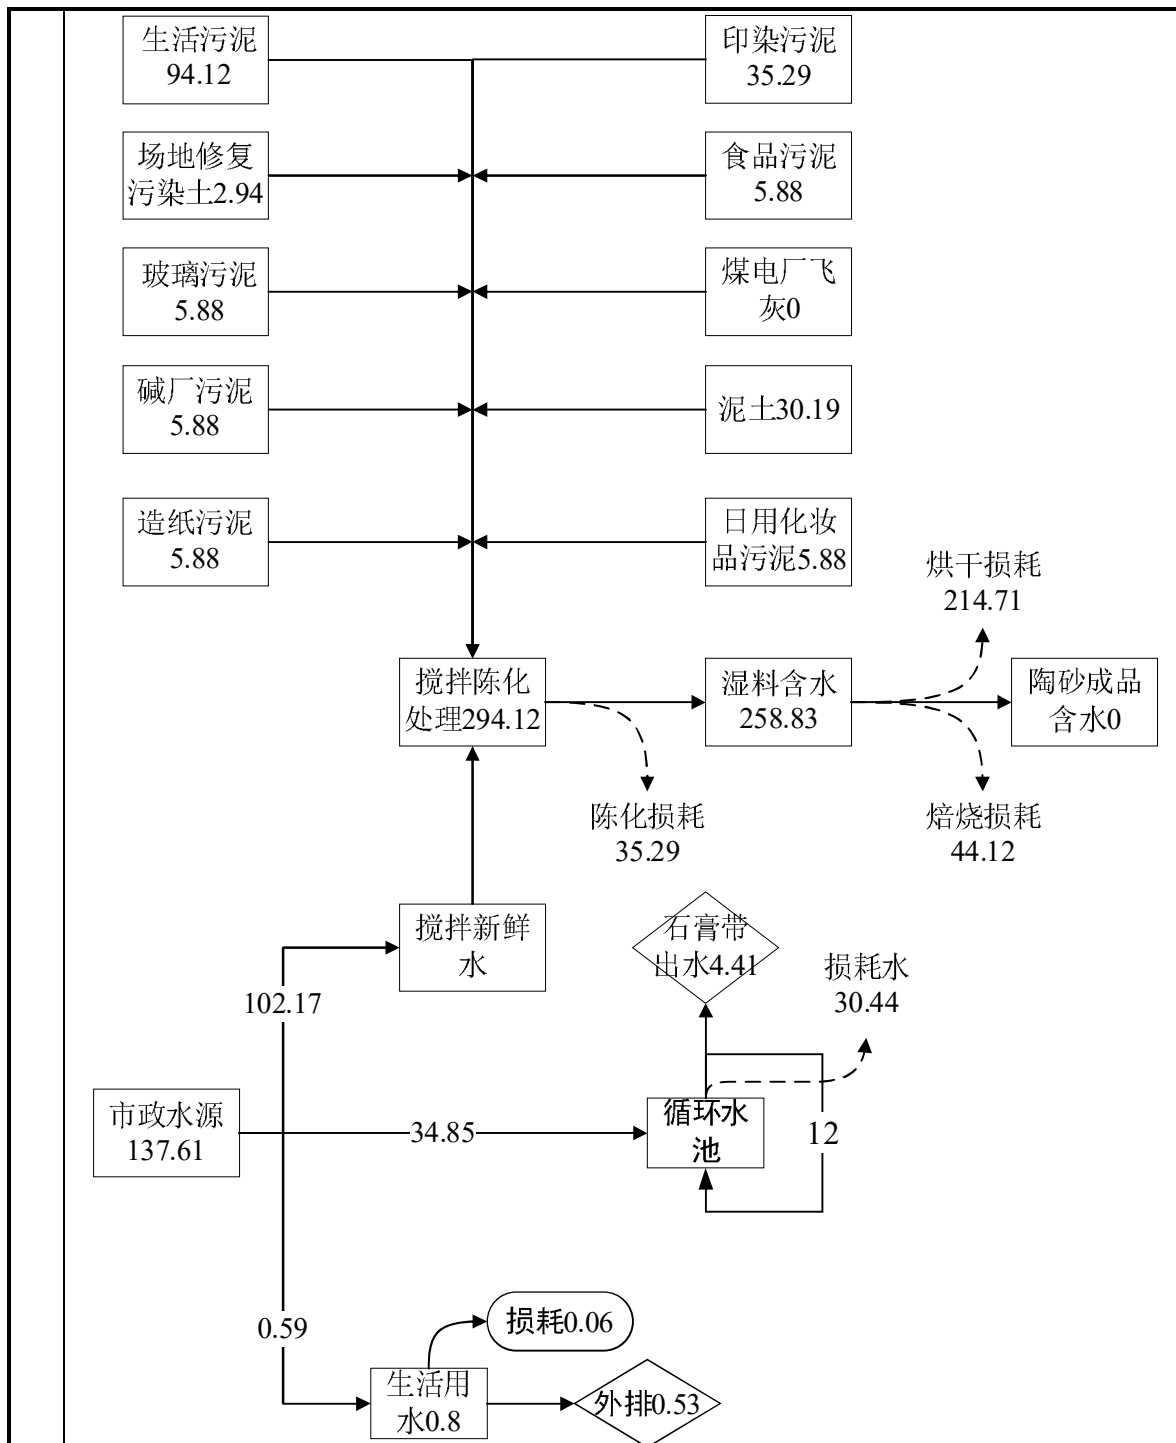 生活污泥
94.12
印染污泥
35.29
场地修复
污染土2.94
食品污泥
5.88
玻璃污泥
5.88
煤电厂飞
灰0
碱厂污泥
5.88
泥土30.19
造纸污泥
5.88
日用化妆
品污泥5.88
烘干损耗
214.71
搅拌陈化
处理294.12
湿料含水
258.83
陶砂成品
含水0
陈化损耗
35.29
焙烧损耗
44.12
搅拌新鲜
水
石膏带
出水4.41
损耗水
30.44
102.17
市政水源
137.61
34.85
循环水
池
12
0.59
损耗0.06
生活用
水0.8
外排0.53